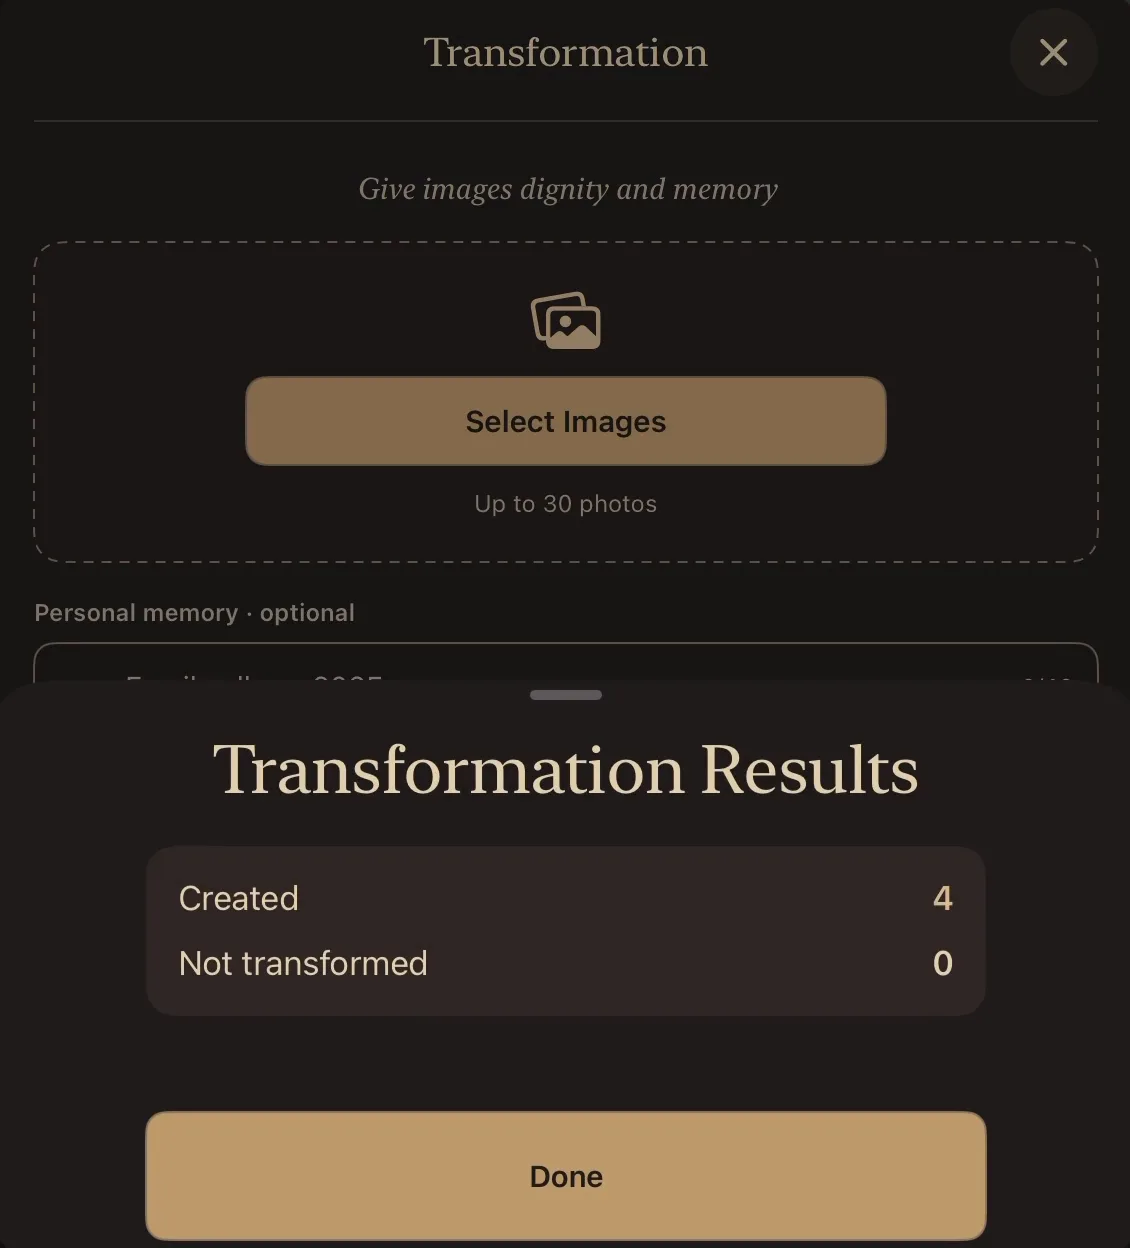 Transformation
Give images dignity and memory
Select Images
Up to 30 photos
Personal memory · optional
Transformation Results
Created 4
Not transformed 0
Done